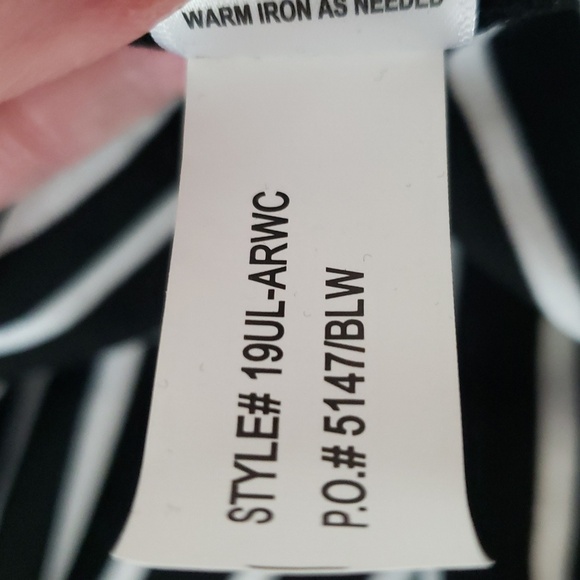 WARM IRON AS NEEDED
STYLE# 19UL-ARWC
P.O.# 5147/BLW